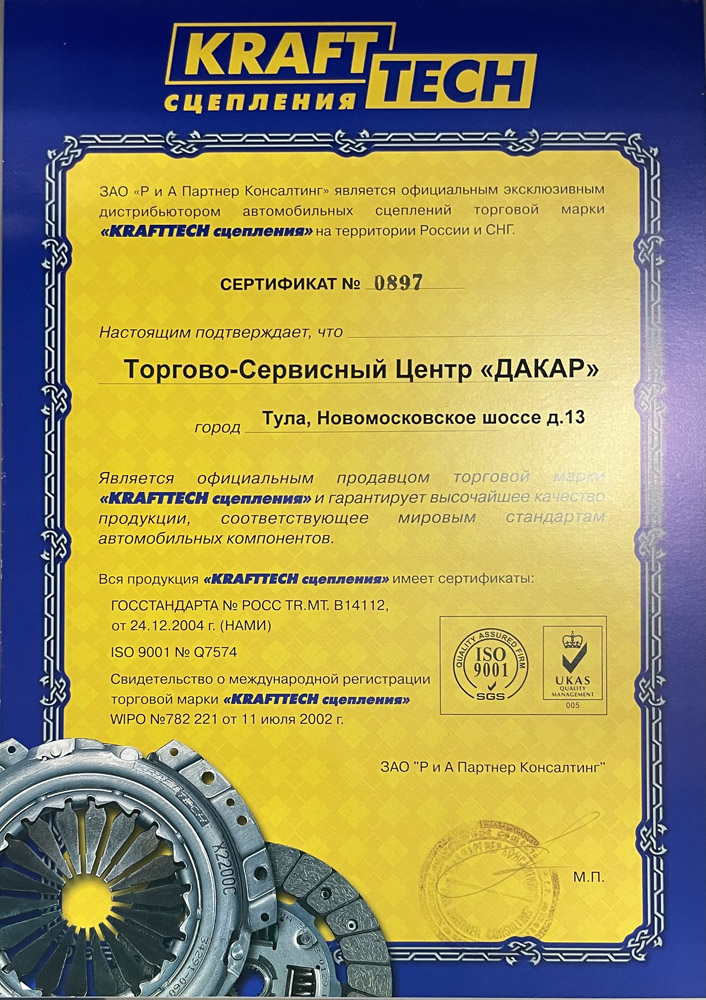 KRAFT
TECH
СЦЕПЛЕНИЯ
ЗАО «Р и А Партнер Консалтинг» является официальным эксклюзивным
дистрибьютором автомобильных сцеплений торговой марки
«KRAFTTECH сцепления» на территории России и СНГ.
СЕРТИФИКАТ № 0897
Настоящим подтверждает, что
Торгово-Сервисный Центр «ДАКАР»
город Тула, Новомосковское шоссе д.13
Является официальным продавцом торговой марки
«KRAFTTECH сцепления» и гарантирует высочайшее качество
продукции, соответствующее мировым стандартам
автомобильных компонентов.
Вся продукция «KRAFTTECH сцепления» имеет сертификаты:
ГОССТАНДАРТА № РОСС TR.МТ. В14112,
от 24.12.2004 г. (НАМИ)
ISO 9001 № Q7574
Свидетельство о международной регистрации
торговой марки «KRAFTTECH сцепления»
WIPO №782 221 от 11 июля 2002 г.
QUALITY ASSURED FIRM
ISO
9001
SGS
UKAS
QUALITY
MANAGEMENT
005
ЗАО "Р и А Партнер Консалтинг"
М.П.
X2200C